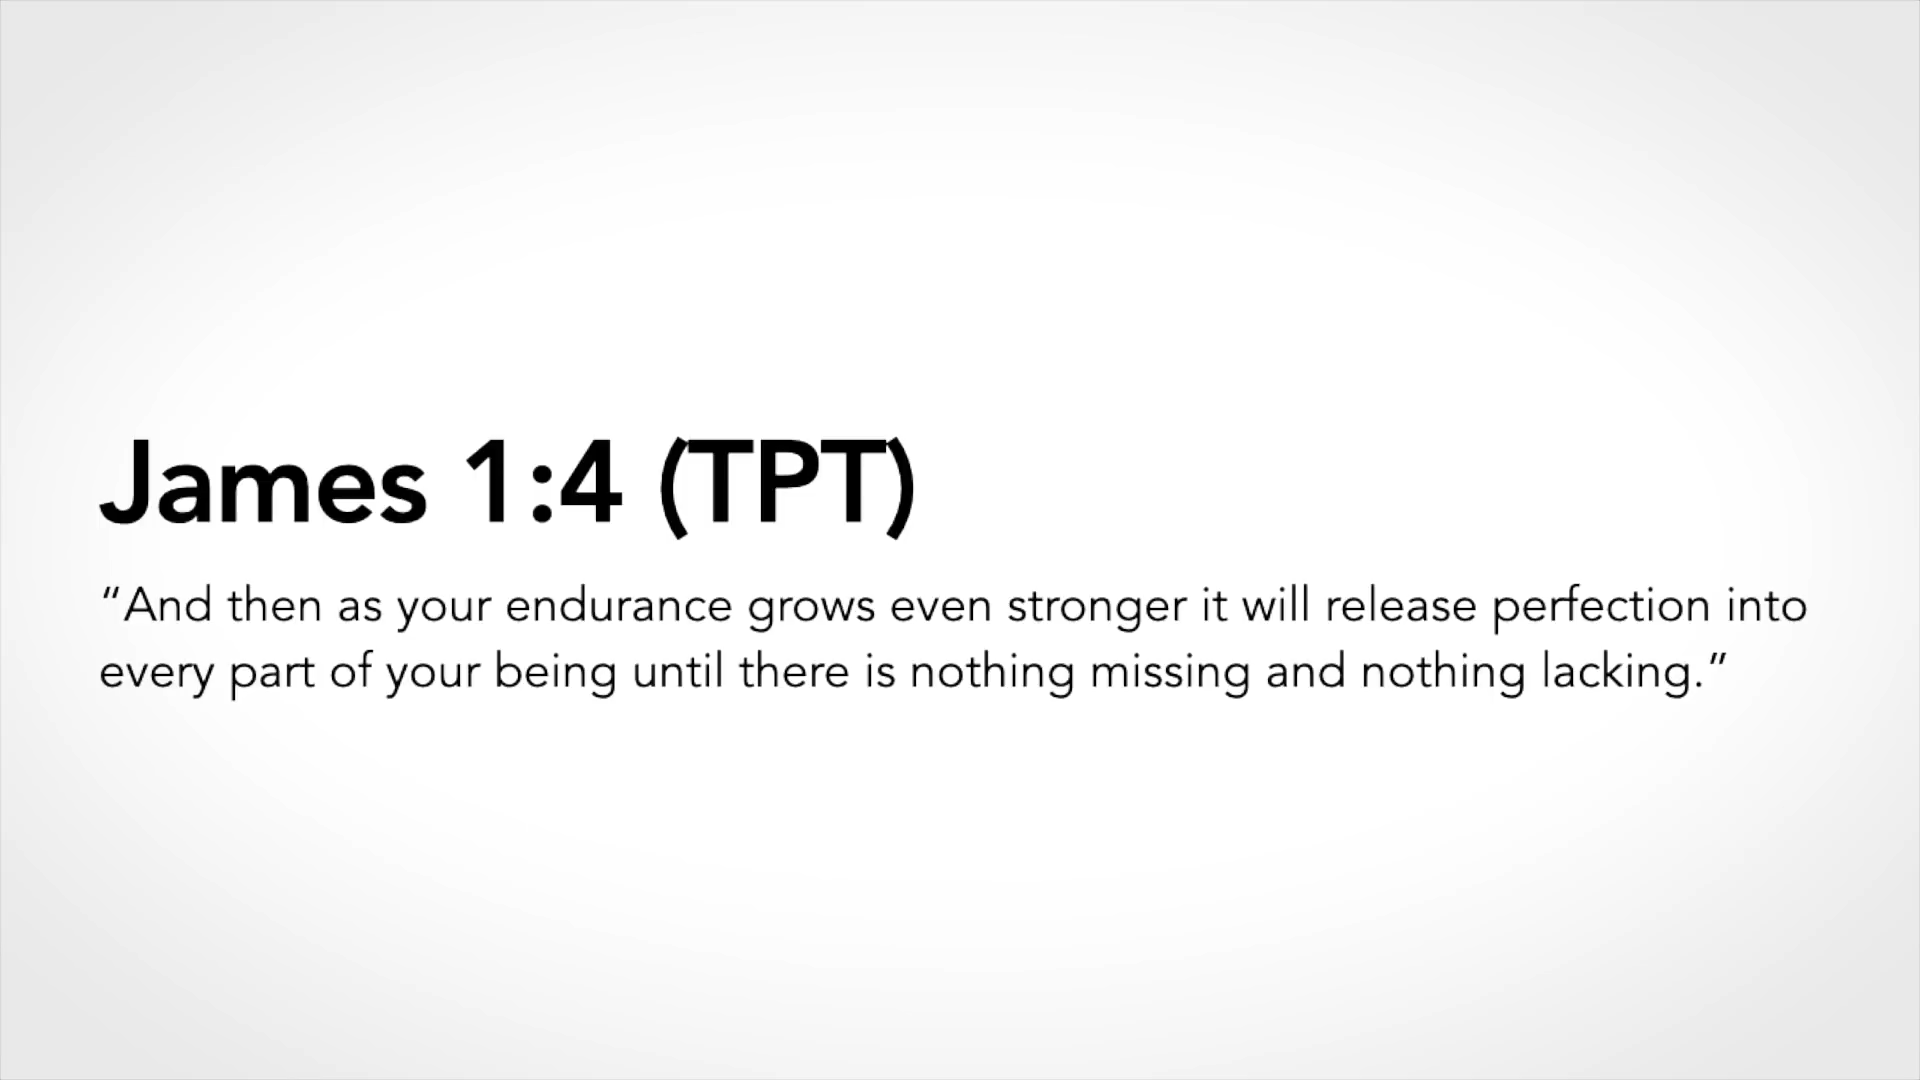 James 1:4 (TPT)
“And then as your endurance grows even stronger it will release perfection into
every part of your being until there is nothing missing and nothing lacking.”